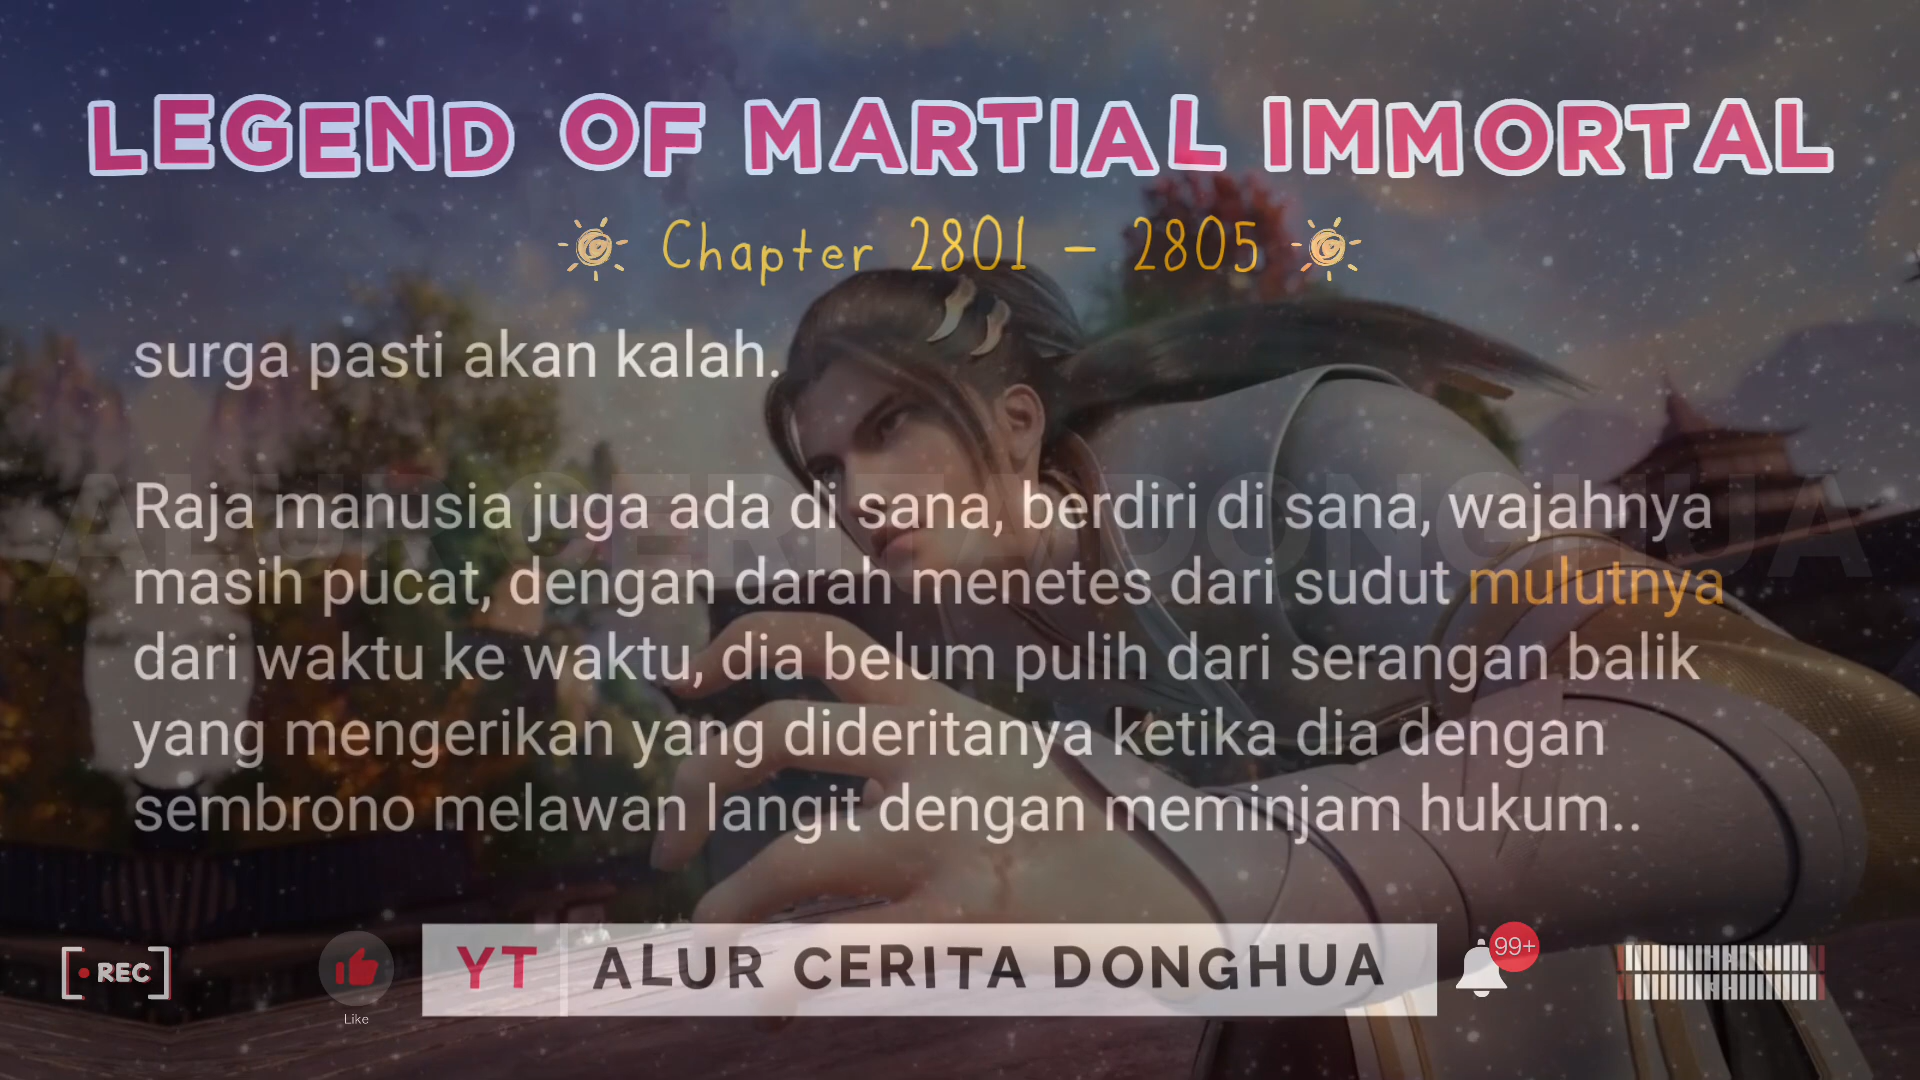 LEGEND OF MARTIAL IMMORTAL
Chapter 2801 - 2805
surga pasti akan kalah.
ALUR CERITA DONGHUA
Raja manusia juga ada di sana, berdiri di sana, wajahnya
masih pucat, dengan darah menetes dari sudut mulutnya
dari waktu ke waktu, dia belum pulih dari serangan balik
yang mengerikan yang dideritanya ketika dia dengan
sembrono melawan langit dengan meminjam hukum..
REC
Like
YT ALUR CERITA DONGHUA
99+